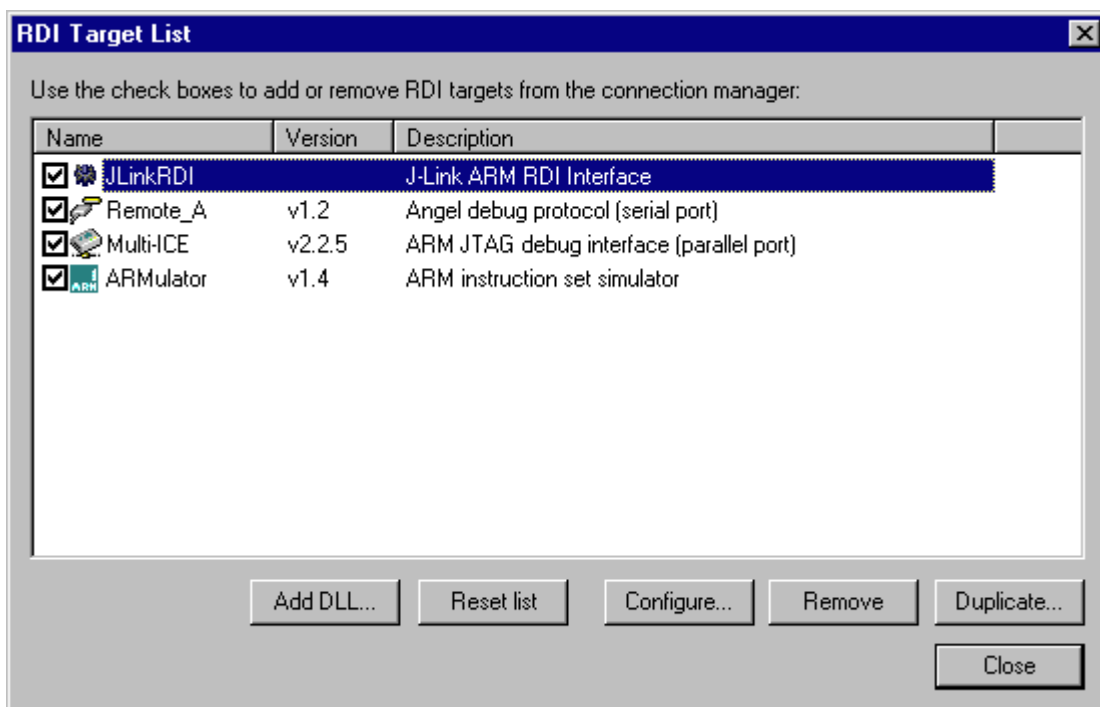 RDI Target List
Use the check boxes to add or remove RDI targets from the connection manager:
Name Version Description
JLinkRDI J-Link ARM RDI Interface
Remote_A v1.2 Angel debug protocol (serial port)
Multi-ICE v2.2.5 ARM JTAG debug interface (parallel port)
ARM ARMulator v1.4 ARM instruction set simulator
Add DLL... Reset list Configure... Remove Duplicate...
Close